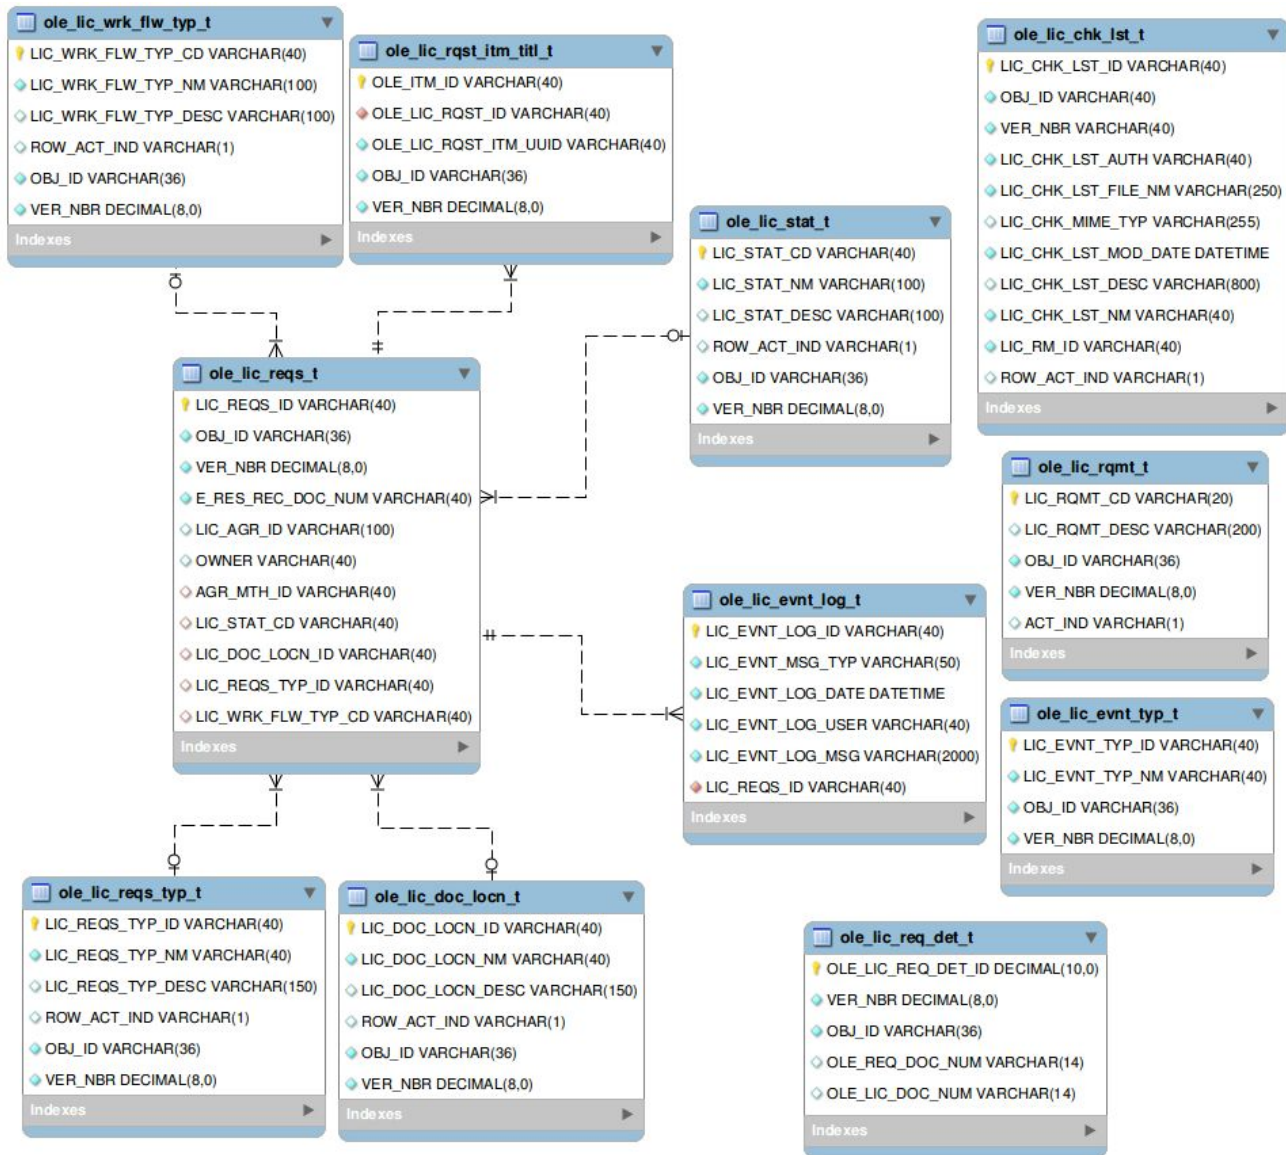 ole_lic_wrk_flw_typ_t
LIC_WRK_FLW_TYP_CD VARCHAR(40)
LIC_WRK_FLW_TYP_NM VARCHAR(100)
LIC_WRK_FLW_TYP_DESC VARCHAR(100)
ROW_ACT_IND VARCHAR(1)
OBJ_ID VARCHAR(36)
VER_NBR DECIMAL(8,0)
Indexes
ole_lic_rqst_itm_titl_t
OLE_ITM_ID VARCHAR(40)
OLE_LIC_RQST_ID VARCHAR(40)
OLE_LIC_RQST_ITM_UUID VARCHAR(40)
OBJ_ID VARCHAR(36)
VER_NBR DECIMAL(8,0)
Indexes
ole_lic_chk_lst_t
LIC_CHK_LST_ID VARCHAR(40)
OBJ_ID VARCHAR(40)
VER_NBR VARCHAR(40)
LIC_CHK_LST_AUTH VARCHAR(40)
LIC_CHK_LST_FILE_NM VARCHAR(250)
LIC_CHK_MIME_TYP VARCHAR(255)
LIC_CHK_LST_MOD_DATE DATETIME
LIC_CHK_LST_DESC VARCHAR(800)
LIC_CHK_LST_NM VARCHAR(40)
LIC_RM_ID VARCHAR(40)
ROW_ACT_IND VARCHAR(1)
Indexes
ole_lic_stat_t
LIC_STAT_CD VARCHAR(40)
LIC_STAT_NM VARCHAR(100)
LIC_STAT_DESC VARCHAR(100)
ROW_ACT_IND VARCHAR(1)
OBJ_ID VARCHAR(36)
VER_NBR DECIMAL(8,0)
Indexes
ole_lic_reqs_t
LIC_REQS_ID VARCHAR(40)
OBJ_ID VARCHAR(36)
VER_NBR DECIMAL(8,0)
E_RES_REC_DOC_NUM VARCHAR(40)
LIC_AGR_ID VARCHAR(100)
OWNER VARCHAR(40)
AGR_MTH_ID VARCHAR(40)
LIC_STAT_CD VARCHAR(40)
LIC_DOC_LOCN_ID VARCHAR(40)
LIC_REQS_TYP_ID VARCHAR(40)
LIC_WRK_FLW_TYP_CD VARCHAR(40)
Indexes
ole_lic_rqmt_t
LIC_RQMT_CD VARCHAR(20)
LIC_RQMT_DESC VARCHAR(200)
OBJ_ID VARCHAR(36)
VER_NBR DECIMAL(8,0)
ACT_IND VARCHAR(1)
Indexes
ole_lic_evnt_log_t
LIC_EVNT_LOG_ID VARCHAR(40)
LIC_EVNT_MSG_TYP VARCHAR(50)
LIC_EVNT_LOG_DATE DATETIME
LIC_EVNT_LOG_USER VARCHAR(40)
LIC_EVNT_LOG_MSG VARCHAR(2000)
LIC_REQS_ID VARCHAR(40)
Indexes
ole_lic_evnt_typ_t
LIC_EVNT_TYP_ID VARCHAR(40)
LIC_EVNT_TYP_NM VARCHAR(40)
OBJ_ID VARCHAR(36)
VER_NBR DECIMAL(8,0)
Indexes
ole_lic_reqs_typ_t
LIC_REQS_TYP_ID VARCHAR(40)
LIC_REQS_TYP_NM VARCHAR(40)
LIC_REQS_TYP_DESC VARCHAR(150)
ROW_ACT_IND VARCHAR(1)
OBJ_ID VARCHAR(36)
VER_NBR DECIMAL(8,0)
Indexes
ole_lic_doc_locn_t
LIC_DOC_LOCN_ID VARCHAR(40)
LIC_DOC_LOCN_NM VARCHAR(40)
LIC_DOC_LOCN_DESC VARCHAR(150)
ROW_ACT_IND VARCHAR(1)
OBJ_ID VARCHAR(36)
VER_NBR DECIMAL(8,0)
Indexes
ole_lic_req_det_t
OLE_LIC_REQ_DET_ID DECIMAL(10,0)
VER_NBR DECIMAL(8,0)
OBJ_ID VARCHAR(36)
OLE_REQ_DOC_NUM VARCHAR(14)
OLE_LIC_DOC_NUM VARCHAR(14)
Indexes